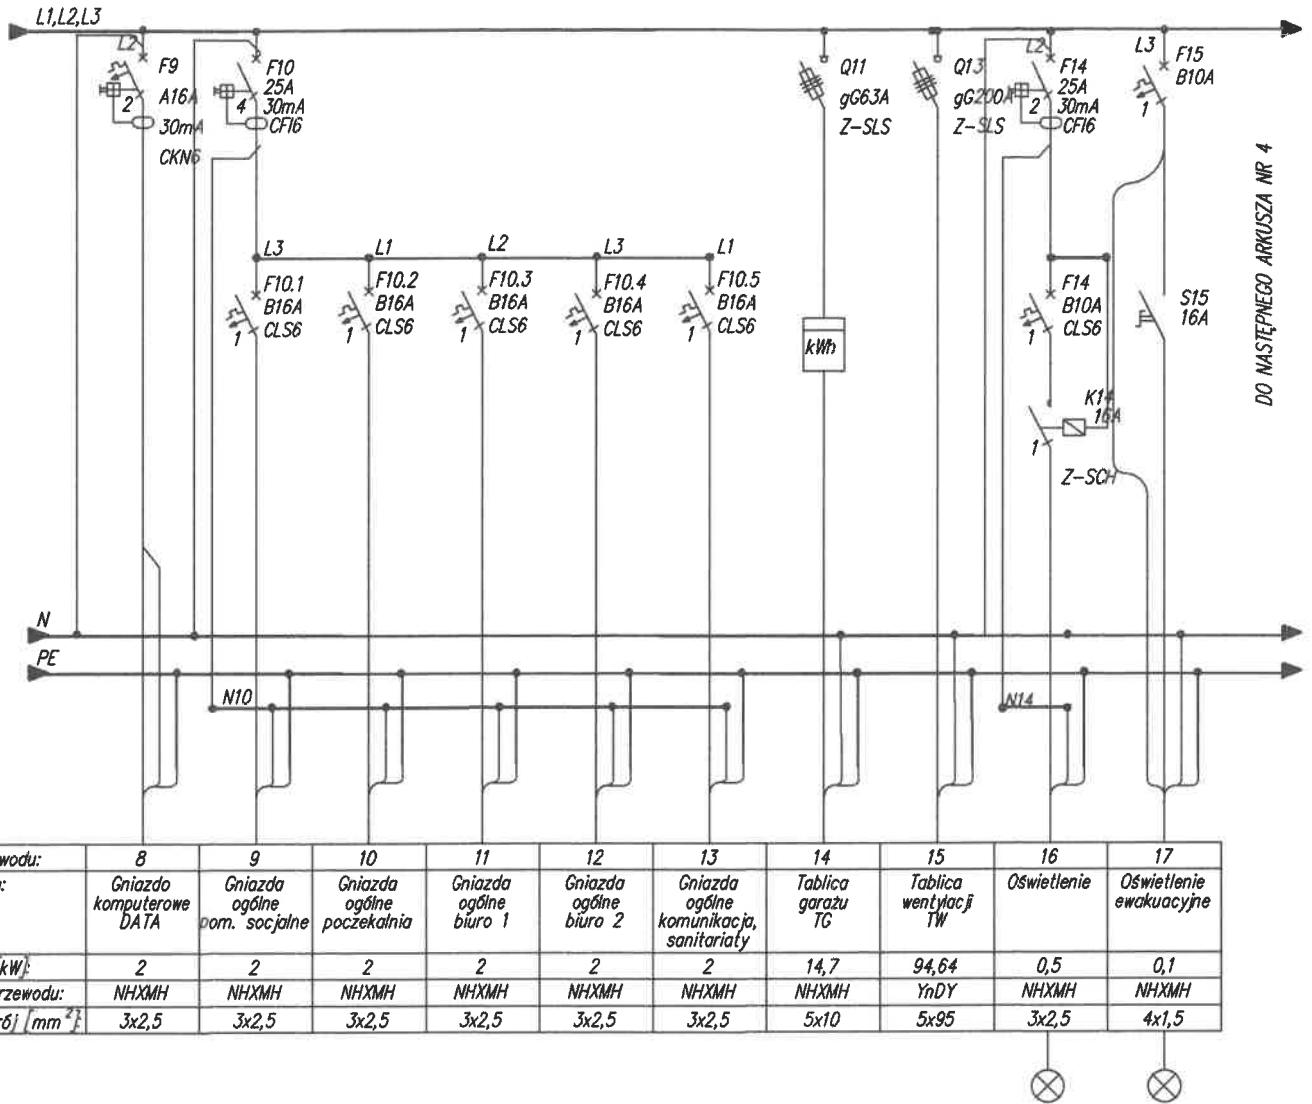 L1,L2,L3
L2
F9
2
A16A
30mA
CKN6
F10
25A
4
30mA
CFI6
Q11
gG63A
Z-SLS
Q13
gG200A
Z-SLS
L2
F14
25A
2
30mA
CFI6
L3
F15
B10A
1
DO NASTĘPNEGO ARKUSZA NR 4
L3
F10.1
B16A
1
CLS6
L1
F10.2
B16A
1
CLS6
L2
F10.3
B16A
1
CLS6
L3
F10.4
B16A
1
CLS6
L1
F10.5
B16A
1
CLS6
kWh
F14
B10A
1
CLS6
S15
16A
K14
16A
1
Z-SCH
N
PE
N10
N14
wodu: 8 9 10 11 12 13 14 15 16 17
Gniazdo
komputerowe
DATA
Gniazda
ogólne
pom. socjalne
Gniazda
ogólne
poczekalnia
Gniazda
ogólne
biuro 1
Gniazda
ogólne
biuro 2
Gniazda
ogólne
komunikacja,
sanitariaty
Tablica
garażu
TG
Tablica
wentylacji
TW
Oświetlenie
Oświetlenie
ewakuacyjne
[kW]: 2 2 2 2 2 2 14,7 94,64 0,5 0,1
rzewodu: NHXMH NHXMH NHXMH NHXMH NHXMH NHXMH NHXMH YnDY NHXMH NHXMH
rój [mm²]: 3x2,5 3x2,5 3x2,5 3x2,5 3x2,5 3x2,5 5x10 5x95 3x2,5 4x1,5